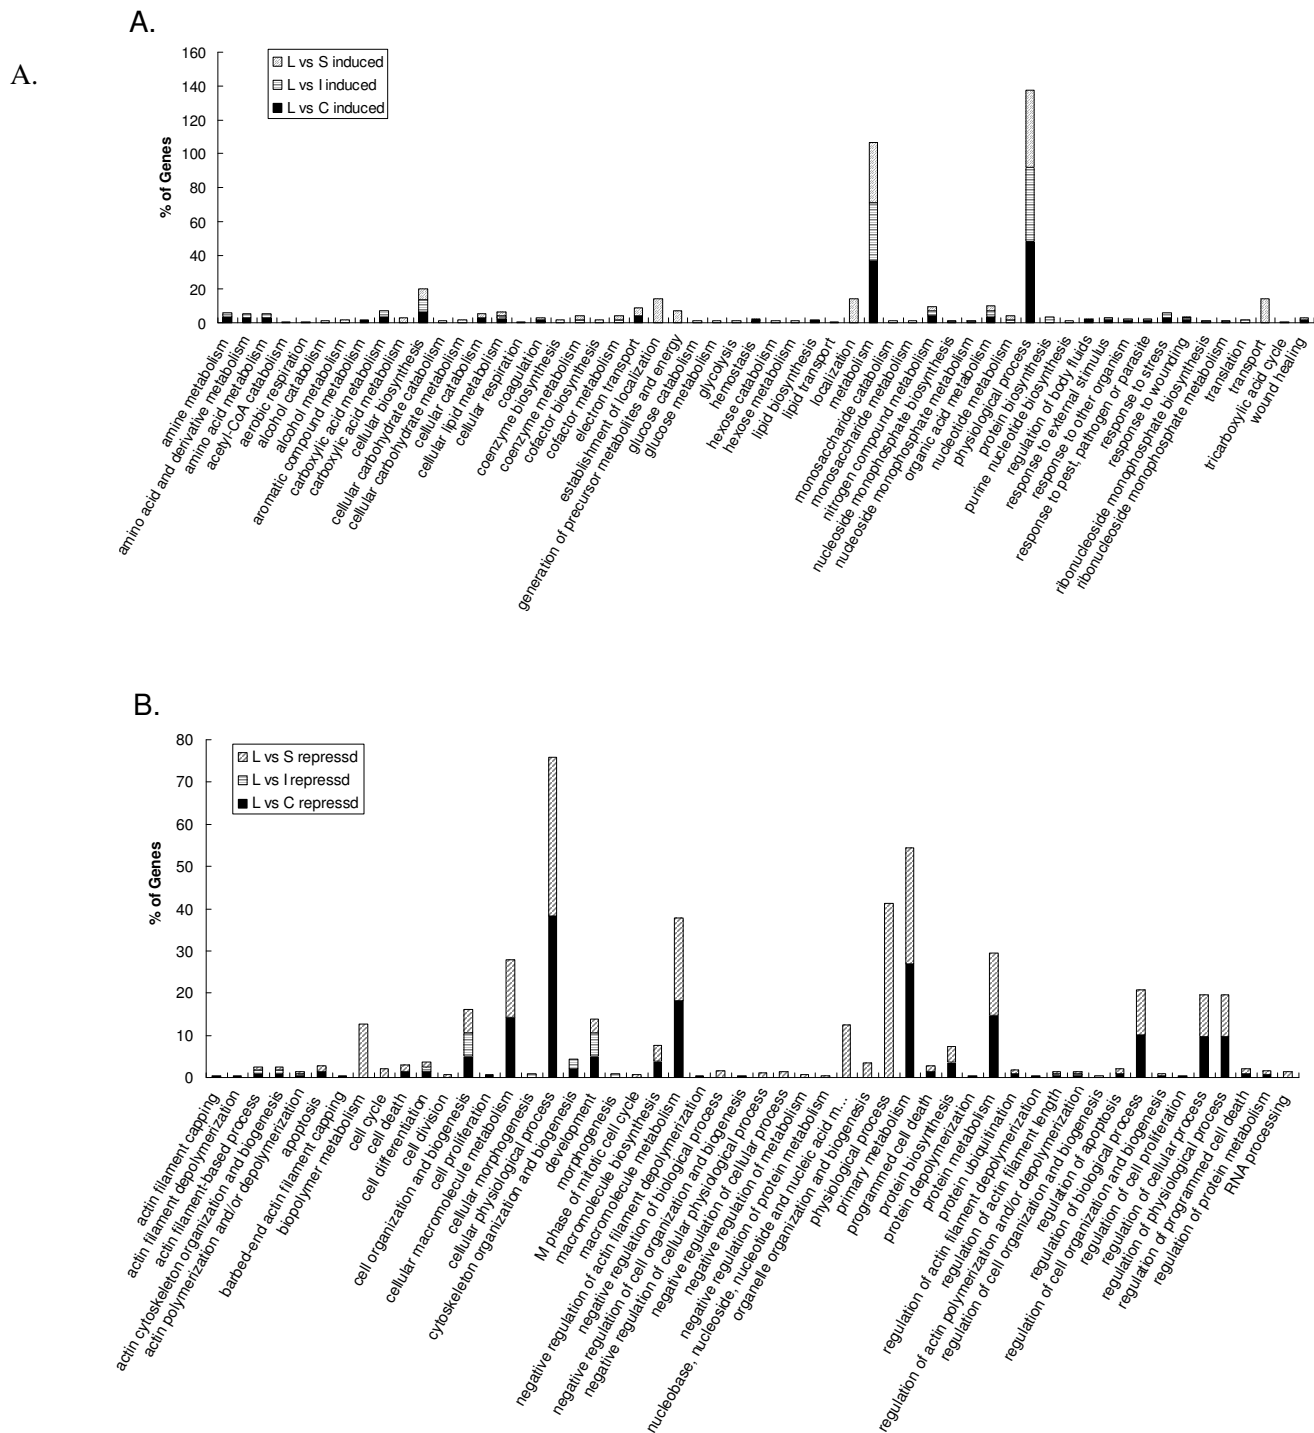 A.
A.
160
140
120
100
80
60
40
20
0
% of Genes
L vs S induced
L vs I induced
L vs C induced
amine metabolism
amino acid and derivative metabolism
amino acid metabolism
acetyl-CoA catabolism
aerobic respiration
alcohol catabolism
alcohol metabolism
aromatic compound metabolism
carboxylic acid metabolism
carboxylic acid metabolism
cellular biosynthesis
cellular carbohydrate catabolism
cellular carbohydrate metabolism
cellular catabolism
cellular lipid metabolism
cellular respiration
coagulation
coenzyme biosynthesis
coenzyme metabolism
cofactor biosynthesis
cofactor metabolism
electron transport
establishment of localization
generation of precursor metabolites and energy
glucose catabolism
glucose metabolism
glycolysis
hemostasis
hexose catabolism
hexose metabolism
lipid biosynthesis
lipid transport
localization
metabolism
monosaccharide catabolism
monosaccharide metabolism
nitrogen compound metabolism
nucleoside monophosphate biosynthesis
nucleoside monophosphate metabolism
organic acid metabolism
nucleotide metabolism
physiological process
protein biosynthesis
purine nucleotide biosynthesis
regulation of body fluids
response to external stimulus
response to other organism
response to pest, pathogen or parasite
response to stress
response to wounding
ribonucleoside monophosphate biosynthesis
ribonucleoside monophosphate metabolism
translation
transport
tricarboxylic acid cycle
wound healing
B.
80
70
60
50
40
30
20
10
0
% of Genes
L vs S repressd
L vs I repressd
L vs C repressd
actin filament capping
actin filament depolymerization
actin filament-based process
actin cytoskeleton organization and biogenesis
actin polymerization and/or depolymerization
apoptosis
barbed-end actin filament capping
biopolymer metabolism
cell cycle
cell death
cell differentiation
cell division
cell organization and biogenesis
cell proliferation
cellular macromolecule metabolism
cellular morphogenesis
cellular physiological process
cytoskeleton organization and biogenesis
development
morphogenesis
M phase of mitotic cell cycle
macromolecule biosynthesis
macromolecule metabolism
negative regulation of actin filament depolymerization
negative regulation of biological process
negative regulation of cell organization and biogenesis
negative regulation of cellular physiological process
negative regulation of cellular process
negative regulation of metabolism
negative regulation of protein metabolism
nucleobase, nucleoside, nucleotide and nucleic acid m...
organelle organization and biogenesis
physiological process
primary metabolism
programmed cell death
protein biosynthesis
protein depolymerization
protein metabolism
protein ubiquitination
regulation of actin filament depolymerization
regulation of actin filament length
regulation of actin polymerization and/or depolymerization
regulation of cell organization and biogenesis
regulation of apoptosis
regulation of biological process
regulation of cell organization and biogenesis
regulation of cell proliferation
regulation of cellular process
regulation of physiological process
regulation of programmed cell death
regulation of protein metabolism
RNA processing